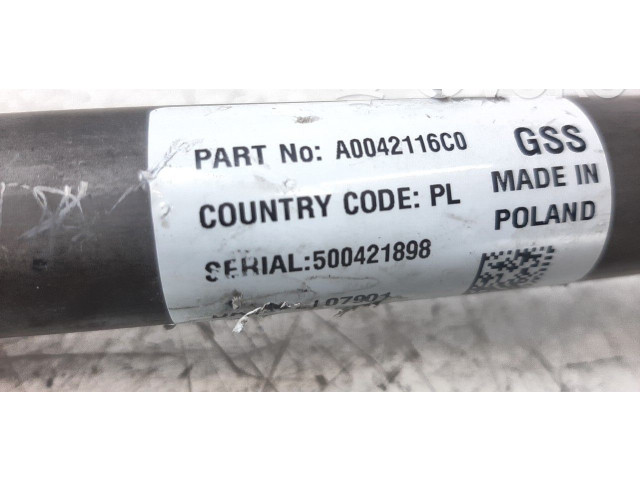 PART No: A0042116C0
COUNTRY CODE: PL
SERIAL:500421898
GSS
MADE IN
POLAND